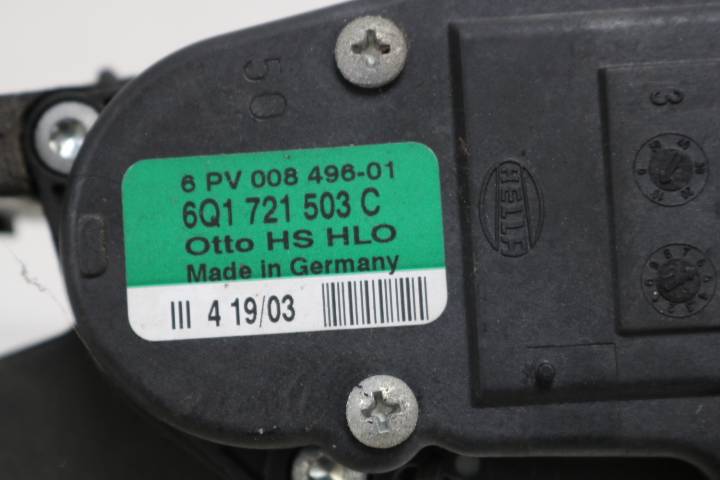 50
6 PV 008 496-01
6Q1 721 503 C
Otto HS HLO
Made in Germany
III 4 19/03
HELLA
3